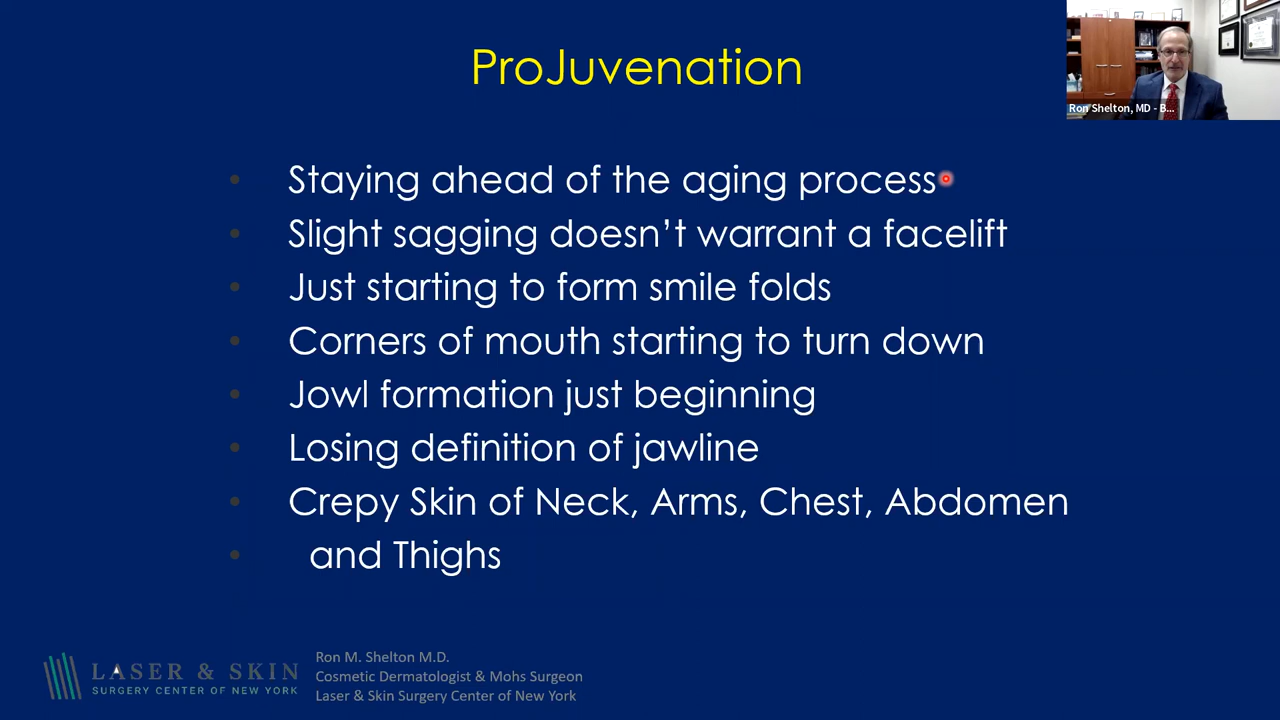 ProJuvenation
Ron Shelton, MD - B...
• Staying ahead of the aging process
• Slight sagging doesn’t warrant a facelift
• Just starting to form smile folds
• Corners of mouth starting to turn down
• Jowl formation just beginning
• Losing definition of jawline
• Crepy Skin of Neck, Arms, Chest, Abdomen
• and Thighs
LASER & SKIN
SURGERY CENTER OF NEW YORK
Ron M. Shelton M.D.
Cosmetic Dermatologist & Mohs Surgeon
Laser & Skin Surgery Center of New York